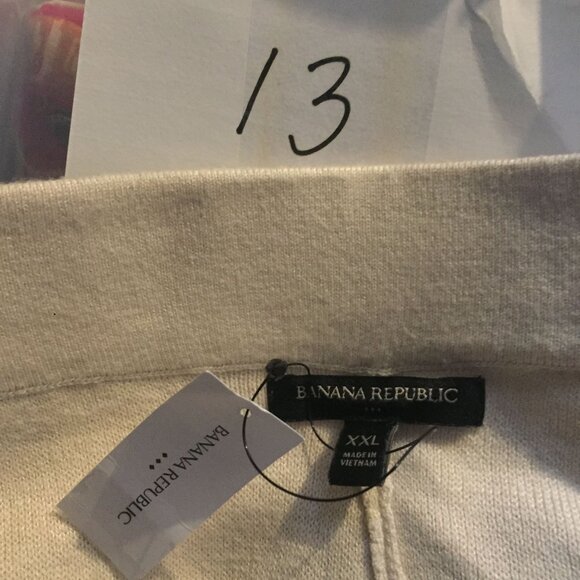 13
BANANA REPUBLIC
XXL
MADE IN
VIETNAM
BANANA REPUBLIC